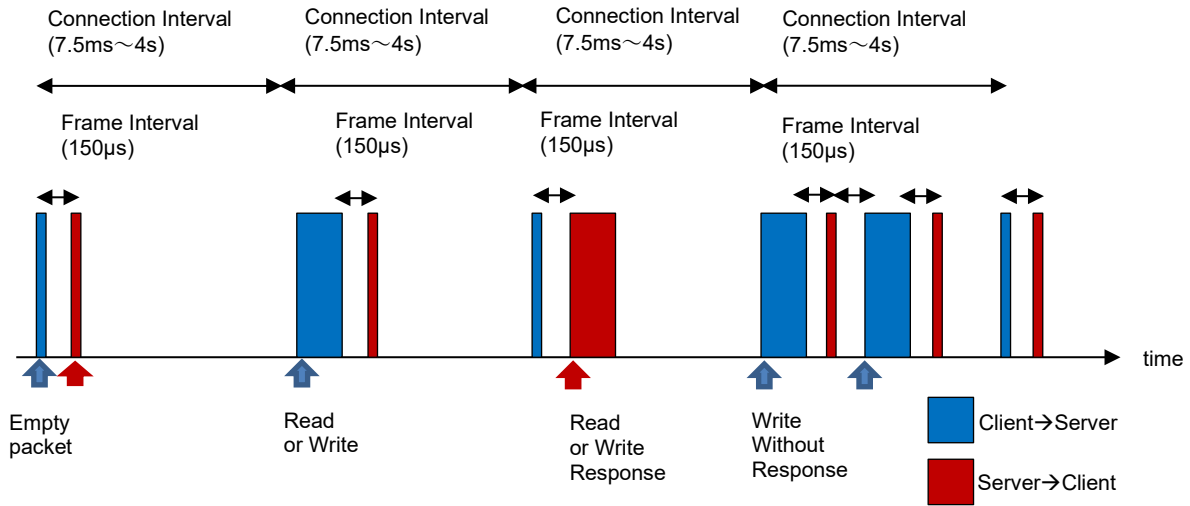 Connection Interval
(7.5ms～4s)
Connection Interval
(7.5ms～4s)
Connection Interval
(7.5ms～4s)
Connection Interval
(7.5ms～4s)
Frame Interval
(150µs)
Frame Interval
(150µs)
Frame Interval
(150µs)
Frame Interval
(150µs)
time
Empty
packet
Read
or Write
Read
or Write
Response
Write
Without
Response
Client→Server
Server→Client